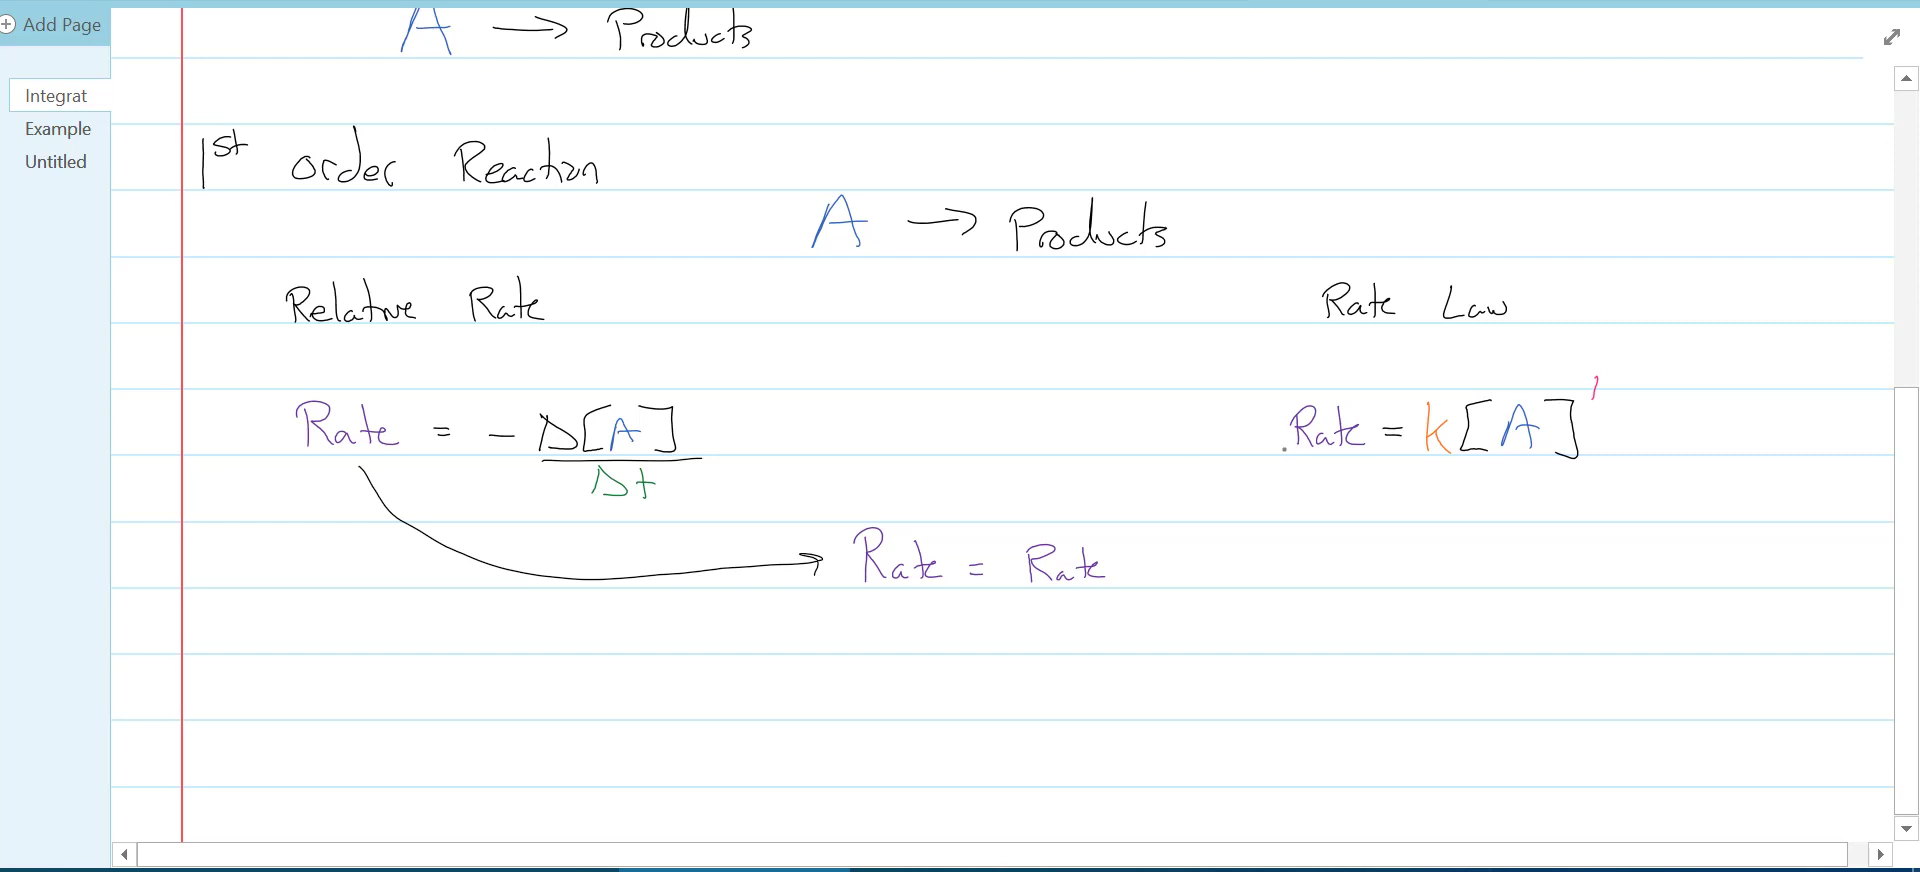 Add Page
Integrat
Example
Untitled
A → Products
1st order Reaction
A → Products
Relative Rate
Rate Law
Rate = - Δ[A]
Δt
Rate = k[A]1
Rate = Rate